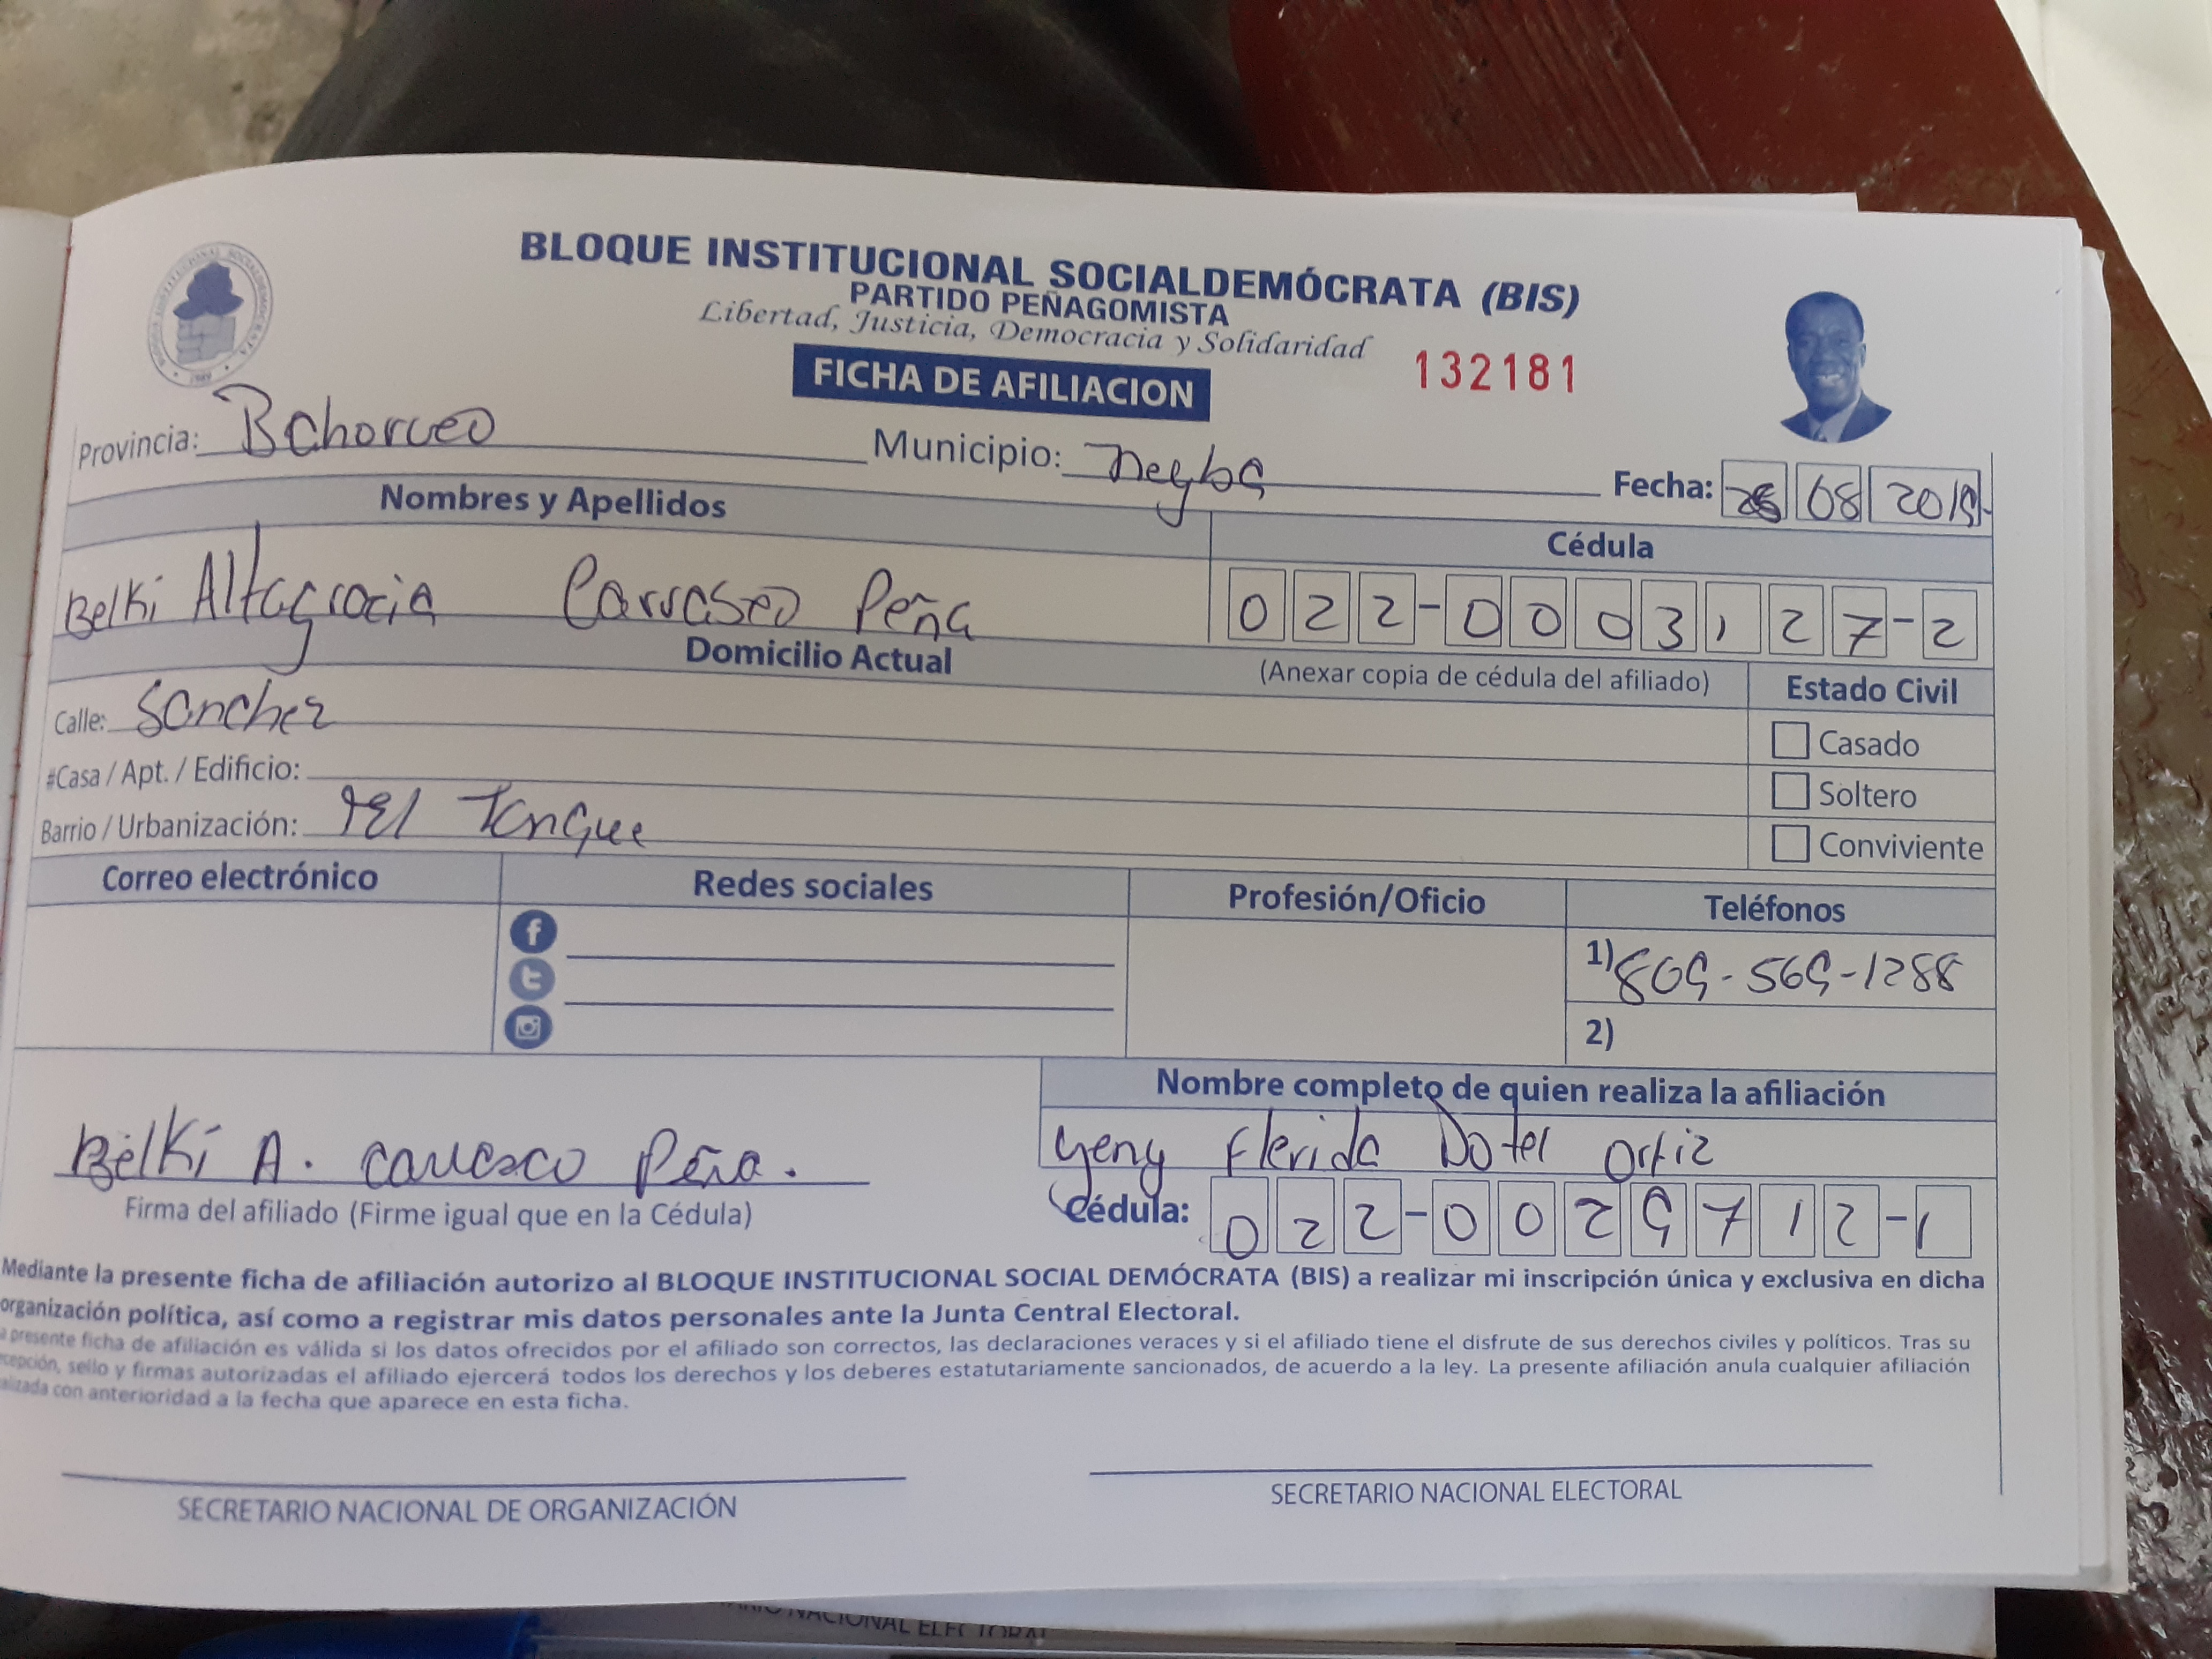 BLOQUE INSTITUCIONAL SOCIALDEMÓCRATA (BIS)
PARTIDO PEÑAGOMISTA
Libertad, Justicia, Democracia y Solidaridad
FICHA DE AFILIACION 132181
Provincia: Bahoruco Municipio: Neyba Fecha: 08 2019
Nombres y Apellidos Cédula
Belki Altagracia Carrasco Peña 022-0003127-2
Domicilio Actual (Anexar copia de cédula del afiliado) Estado Civil
Calle: Sanchez Casado
#Casa / Apt. / Edificio: Soltero
Barrio / Urbanización: El Tanque Conviviente
Correo electrónico Redes sociales Profesión/Oficio Teléfonos
1) 809-569-1288
2)
Nombre completo de quien realiza la afiliación
Belki A. Carrasco Peña. Yeny Flerida Dotel Ortiz
Firma del afiliado (Firme igual que en la Cédula) Cédula: 022-0029712-1
Mediante la presente ficha de afiliación autorizo al BLOQUE INSTITUCIONAL SOCIAL DEMÓCRATA (BIS) a realizar mi inscripción única y exclusiva en dicha
organización política, así como a registrar mis datos personales ante la Junta Central Electoral.
presente ficha de afiliación es válida si los datos ofrecidos por el afiliado son correctos, las declaraciones veraces y si el afiliado tiene el disfrute de sus derechos civiles y políticos. Tras su
sello y firmas autorizadas el afiliado ejercerá todos los derechos y los deberes estatutariamente sancionados, de acuerdo a la ley. La presente afiliación anula cualquier afiliación
con anterioridad a la fecha que aparece en esta ficha.
SECRETARIO NACIONAL DE ORGANIZACIÓN SECRETARIO NACIONAL ELECTORAL
NACIONAL ELECTORAL